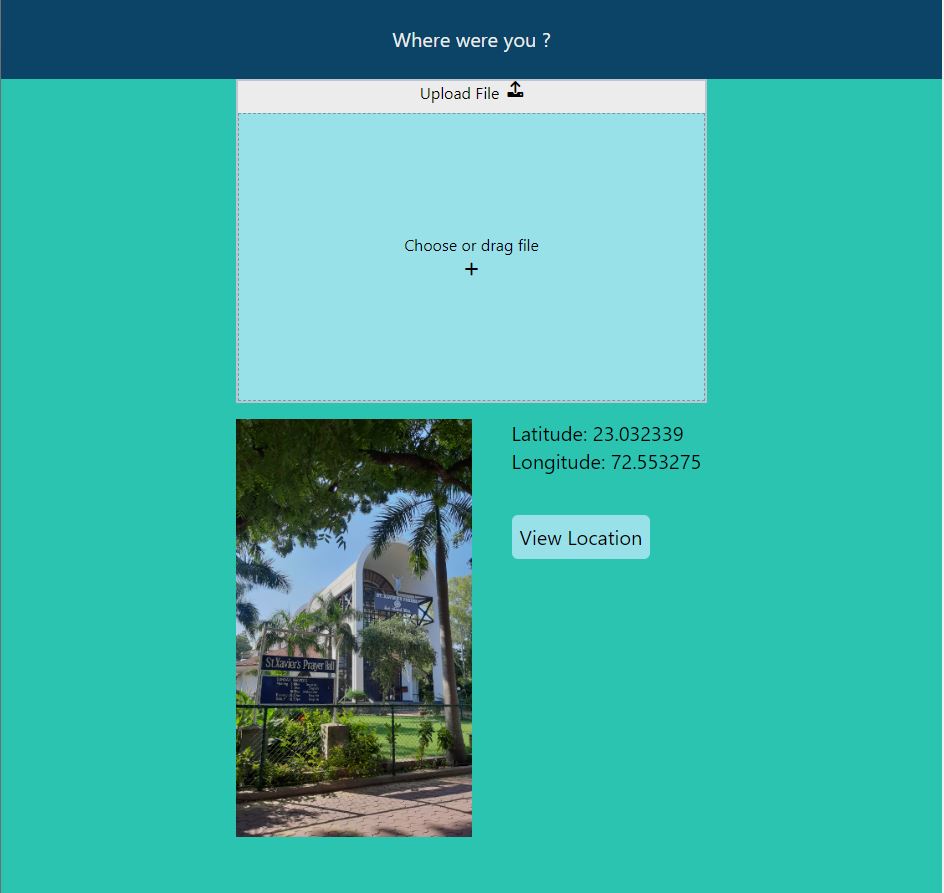 Where were you ?
Upload File
Choose or drag file
+
Latitude: 23.032339
Longitude: 72.553275
View Location
St.Xavier's Prayer Hall